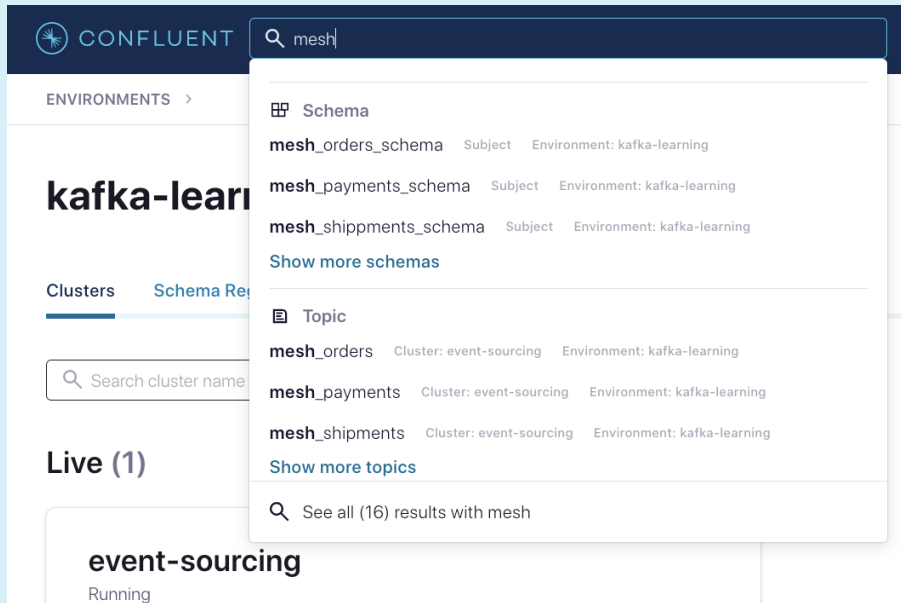 CONFLUENT
mesh
ENVIRONMENTS >
Schema
mesh_orders_schema Subject Environment: kafka-learning
mesh_payments_schema Subject Environment: kafka-learning
mesh_shippments_schema Subject Environment: kafka-learning
Show more schemas
Topic
mesh_orders Cluster: event-sourcing Environment: kafka-learning
mesh_payments Cluster: event-sourcing Environment: kafka-learning
mesh_shipments Cluster: event-sourcing Environment: kafka-learning
Show more topics
See all (16) results with mesh
kafka-lear
Clusters Schema Reg
Search cluster name
Live (1)
event-sourcing
Running